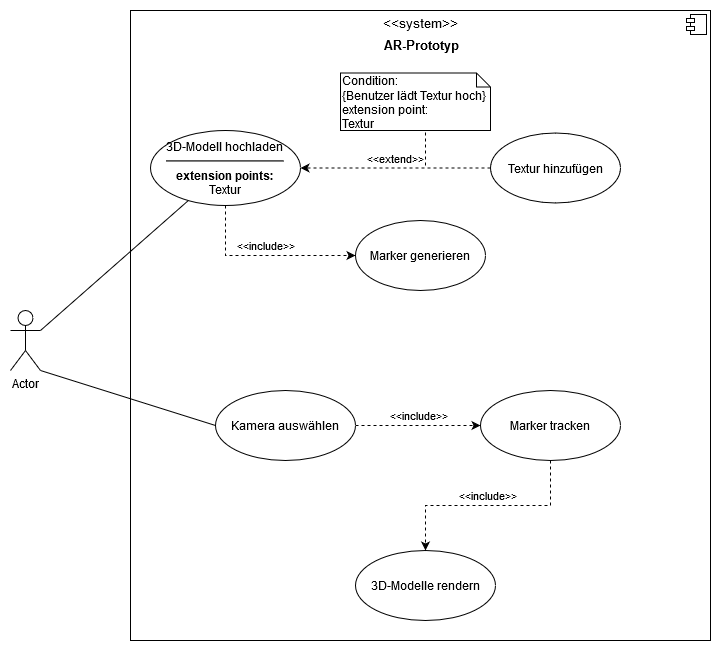 <<system>>
AR-Prototyp
Condition:
{Benutzer lädt Textur hoch}
extension point:
Textur
3D-Modell hochladen
extension points:
Textur
<<extend>>
Textur hinzufügen
<<include>>
Marker generieren
Actor
Kamera auswählen
<<include>>
Marker tracken
<<include>>
3D-Modelle rendern